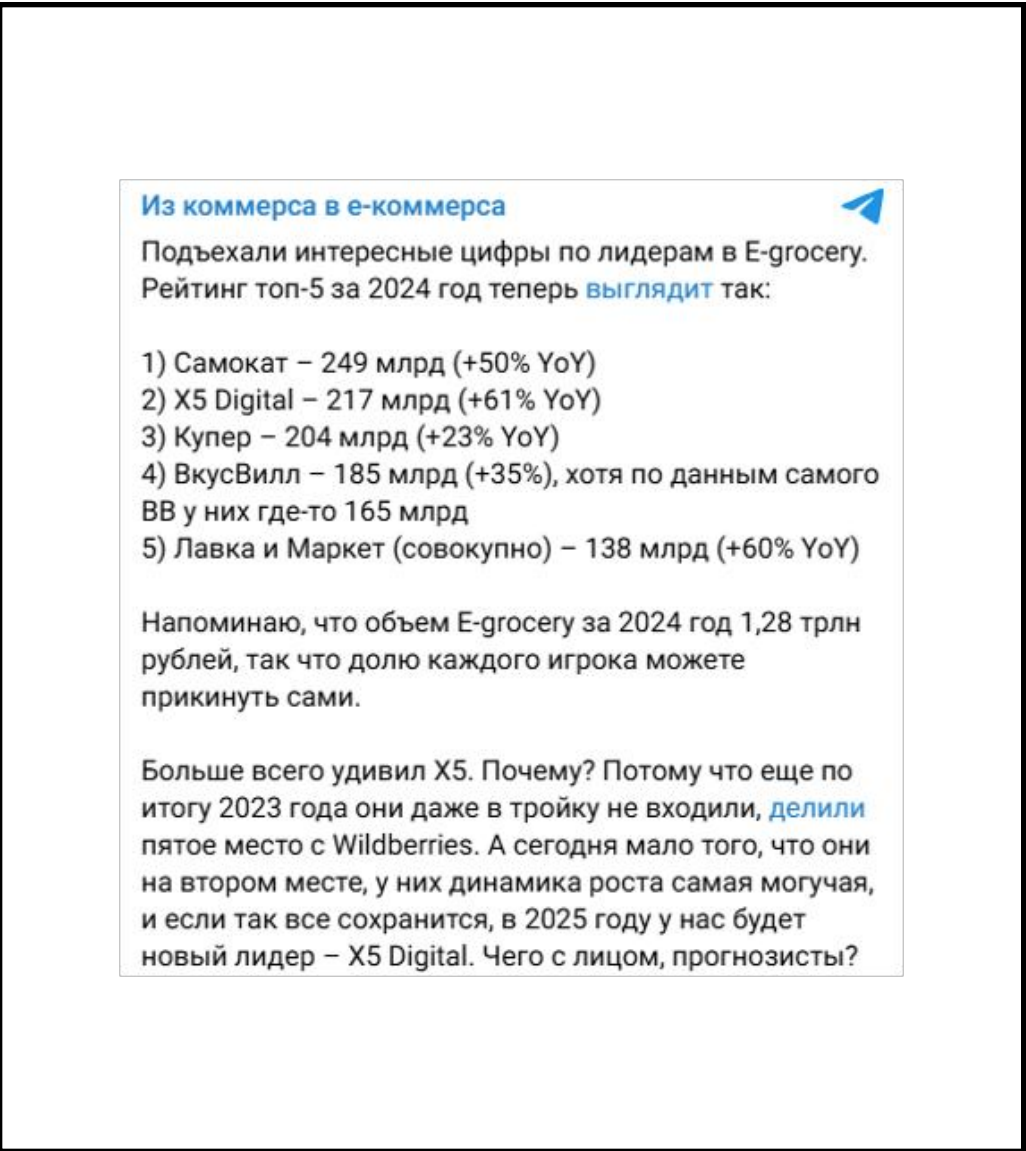 Из коммерса в е-коммерса
Подъехали интересные цифры по лидерам в E-grocery.
Рейтинг топ-5 за 2024 год теперь выглядит так:
1) Самокат – 249 млрд (+50% YoY)
2) X5 Digital – 217 млрд (+61% YoY)
3) Купер – 204 млрд (+23% YoY)
4) ВкусВилл – 185 млрд (+35%), хотя по данным самого
ВВ у них где-то 165 млрд
5) Лавка и Маркет (совокупно) – 138 млрд (+60% YoY)
Напоминаю, что объем E-grocery за 2024 год 1,28 трлн
рублей, так что долю каждого игрока можете
прикинуть сами.
Больше всего удивил X5. Почему? Потому что еще по
итогу 2023 года они даже в тройку не входили, делили
пятое место с Wildberries. А сегодня мало того, что они
на втором месте, у них динамика роста самая могучая,
и если так все сохранится, в 2025 году у нас будет
новый лидер – X5 Digital. Чего с лицом, прогнозисты?